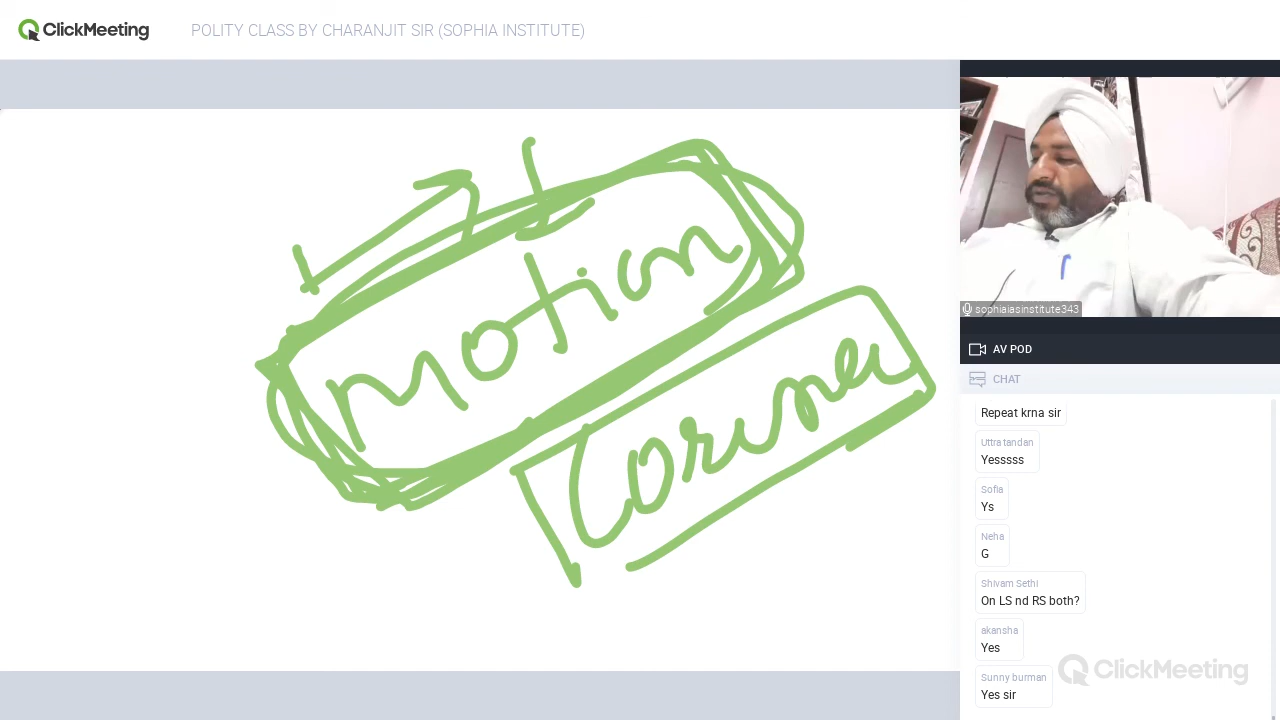 ClickMeeting
POLITY CLASS BY CHARANJIT SIR (SOPHIA INSTITUTE)
motion
sophiaiasinstitute343
AV POD
CHAT
Repeat krna sir
Uttra tandan
Yesssss
Sofia
Ys
Neha
G
Shivam Sethi
On LS nd RS both?
akansha
Yes
Sunny burman
Yes sir
ClickMeeting